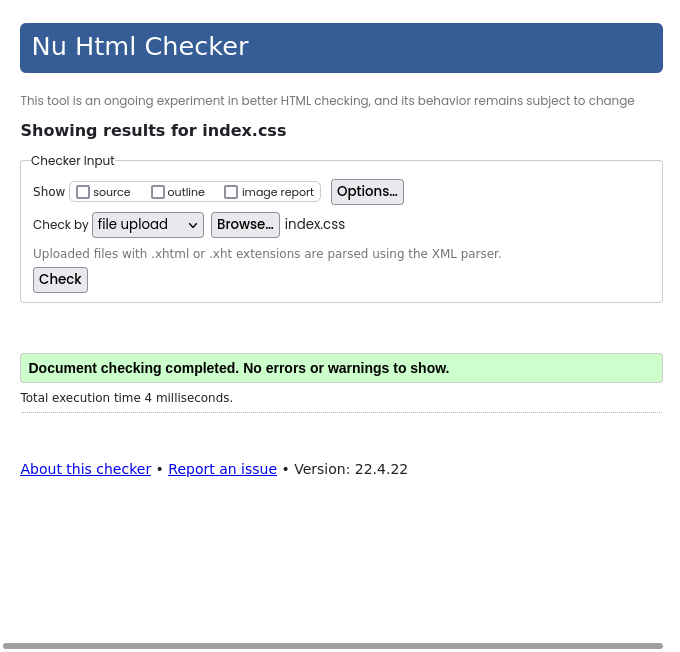 Nu Html Checker
This tool is an ongoing experiment in better HTML checking, and its behavior remains subject to change
Showing results for index.css
Checker Input
Show source outline image report Options…
Check by file upload Browse… index.css
Uploaded files with .xhtml or .xht extensions are parsed using the XML parser.
Check
Document checking completed. No errors or warnings to show.
Total execution time 4 milliseconds.
About this checker • Report an issue • Version: 22.4.22